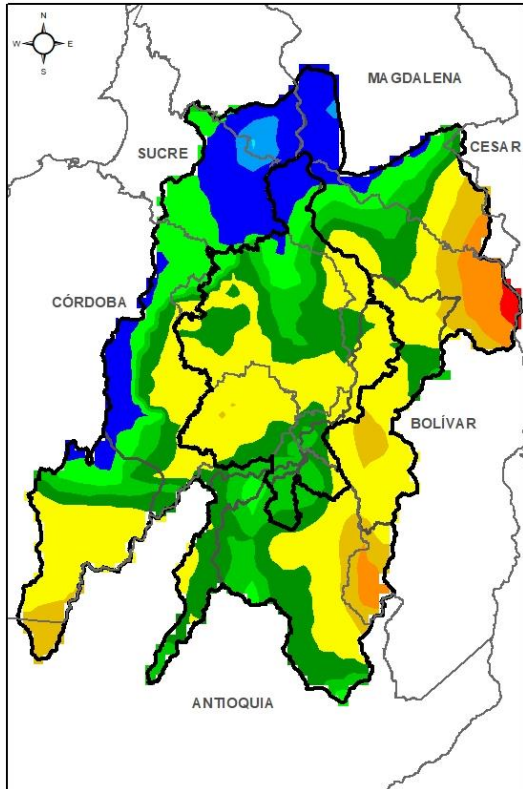 N
W E
S
MAGDALENA
CESAR
SUCRE
CÓRDOBA
BOLÍVAR
ANTIOQUIA